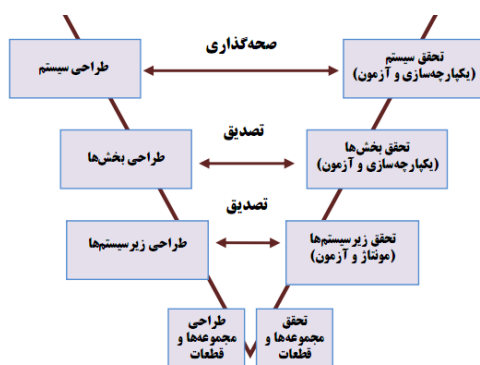 صحه‌گذاری
تحقق سیستم
(یکپارچه‌سازی و آزمون)
طراحی سیستم
تصدیق
تحقق بخش‌ها
(یکپارچه‌سازی و آزمون)
طراحی بخش‌ها
تصدیق
تحقق زیرسیستم‌ها
(مونتاژ و آزمون)
طراحی زیرسیستم‌ها
تحقق
مجموعه‌ها و
قطعات
طراحی
مجموعه‌ها و
قطعات